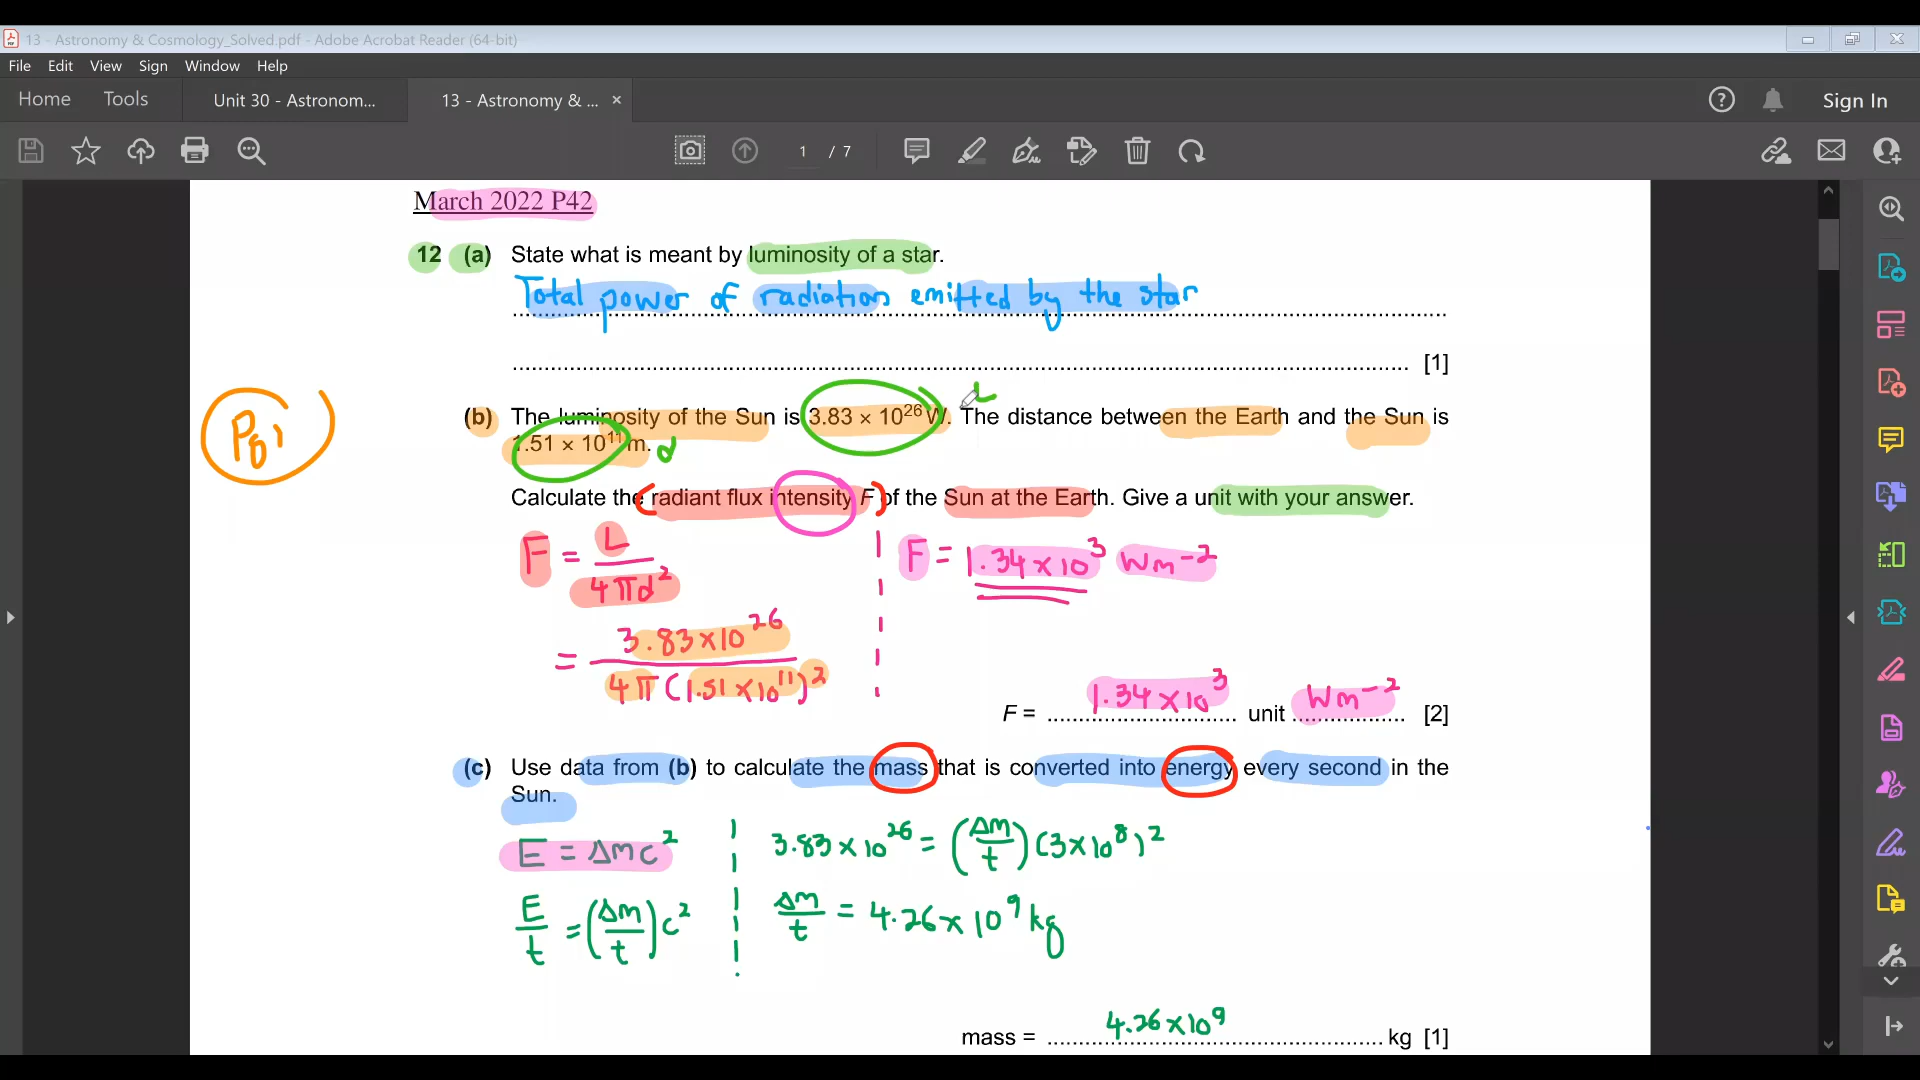 13 - Astronomy & Cosmology_Solved.pdf - Adobe Acrobat Reader (64-bit)
File Edit View Sign Window Help
Home Tools Unit 30 - Astronom... 13 - Astronomy & ... × Sign In
1 / 7
March 2022 P42
12 (a) State what is meant by luminosity of a star.
Total power of radiation emitted by the star
[1]
L
(b) The luminosity of the Sun is 3.83 × 10²⁶ W. The distance between the Earth and the Sun is
1.51 × 10¹¹ m. d
Calculate the (radiant flux intensity F) of the Sun at the Earth. Give a unit with your answer.
F = L / 4πd²
F = 1.34 × 10³ Wm⁻²
= 3.83 × 10²⁶ / 4π (1.51 × 10¹¹)²
F = 1.34 × 10³ unit Wm⁻² [2]
(c) Use data from (b) to calculate the mass that is converted into energy every second in the
Sun.
E = Δmc²
3.83 × 10²⁶ = (Δm/t) (3 × 10⁸)²
E/t = (Δm/t) c²
Δm/t = 4.26 × 10⁹ kg
mass = 4.26 × 10⁹ kg [1]